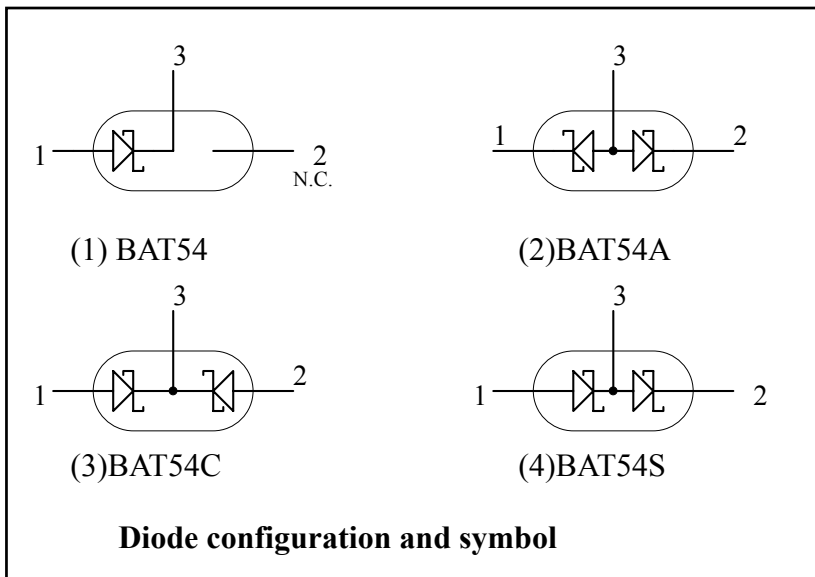 3
1
2
N.C.
(1) BAT54
3
1
2
(2)BAT54A
3
1
2
(3)BAT54C
3
1
2
(4)BAT54S
Diode configuration and symbol